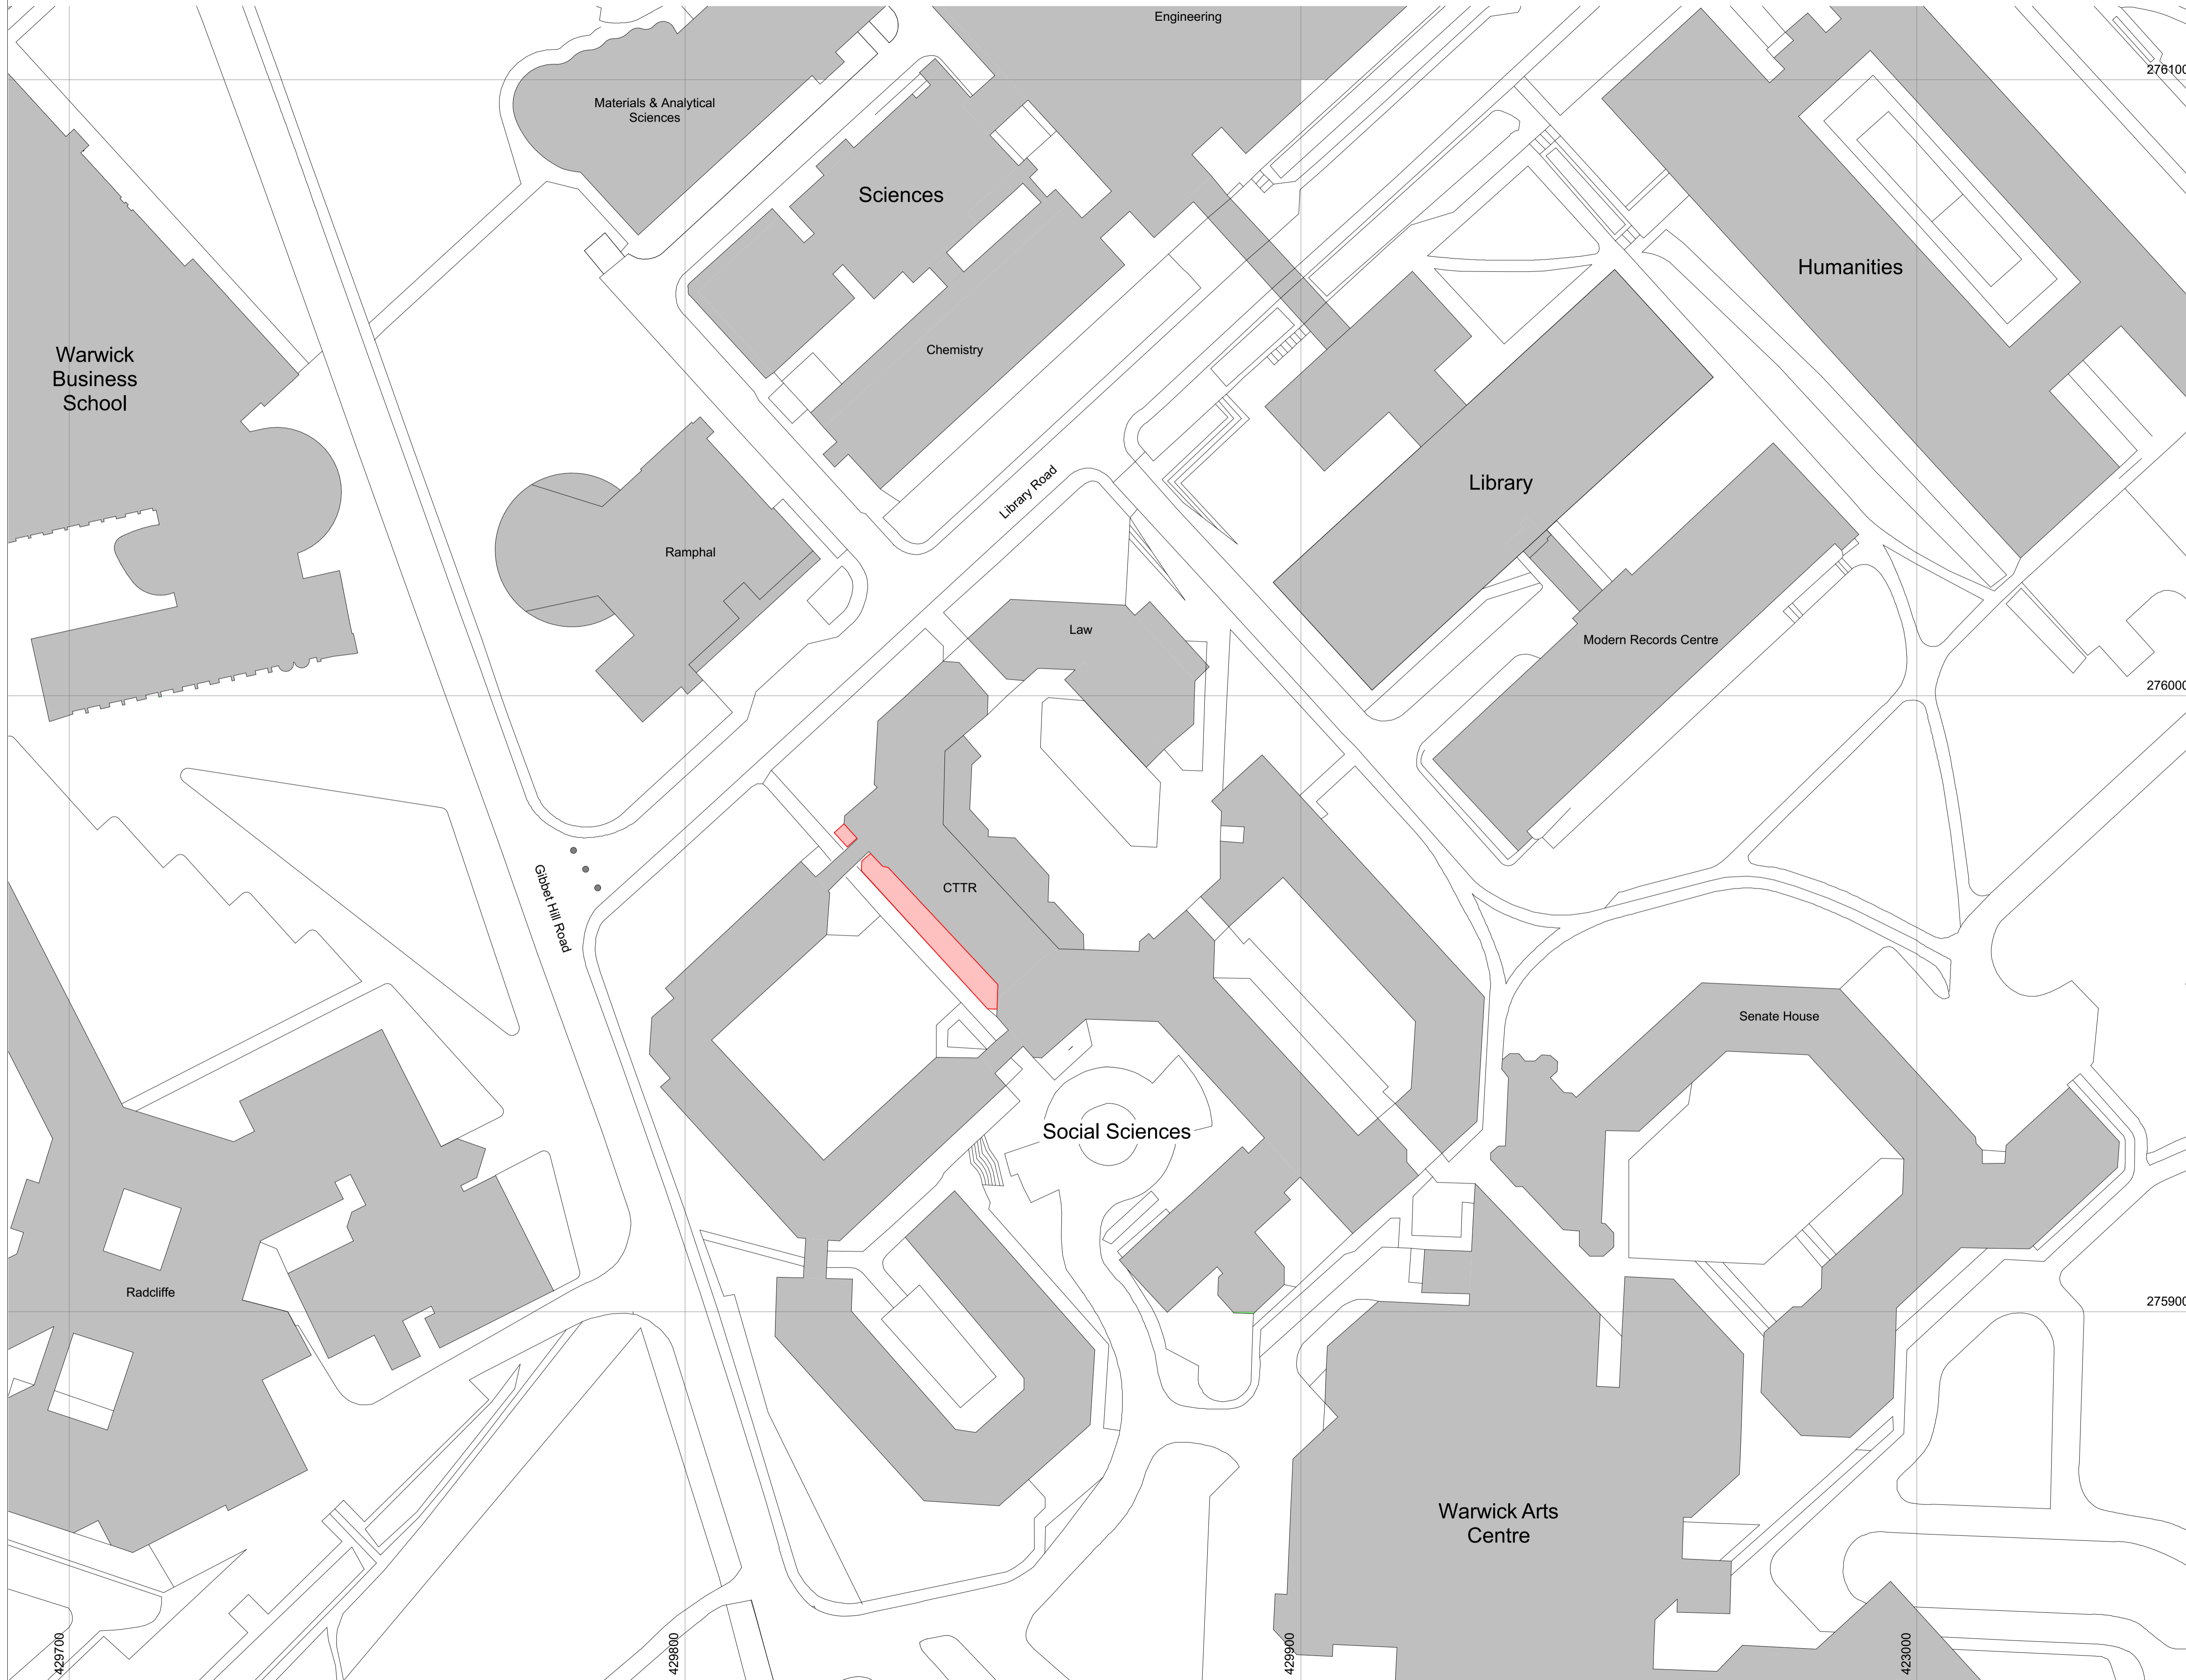 Engineering
276100
Materials & Analytical
Sciences
Sciences
Humanities
Chemistry
Warwick
Business
School
Library Road
Library
Ramphal
Law
Modern Records Centre
276000
Gibbet Hill Road
CTTR
Senate House
Social Sciences
Radcliffe
275900
Warwick Arts
Centre
429700
429800
429900
423000